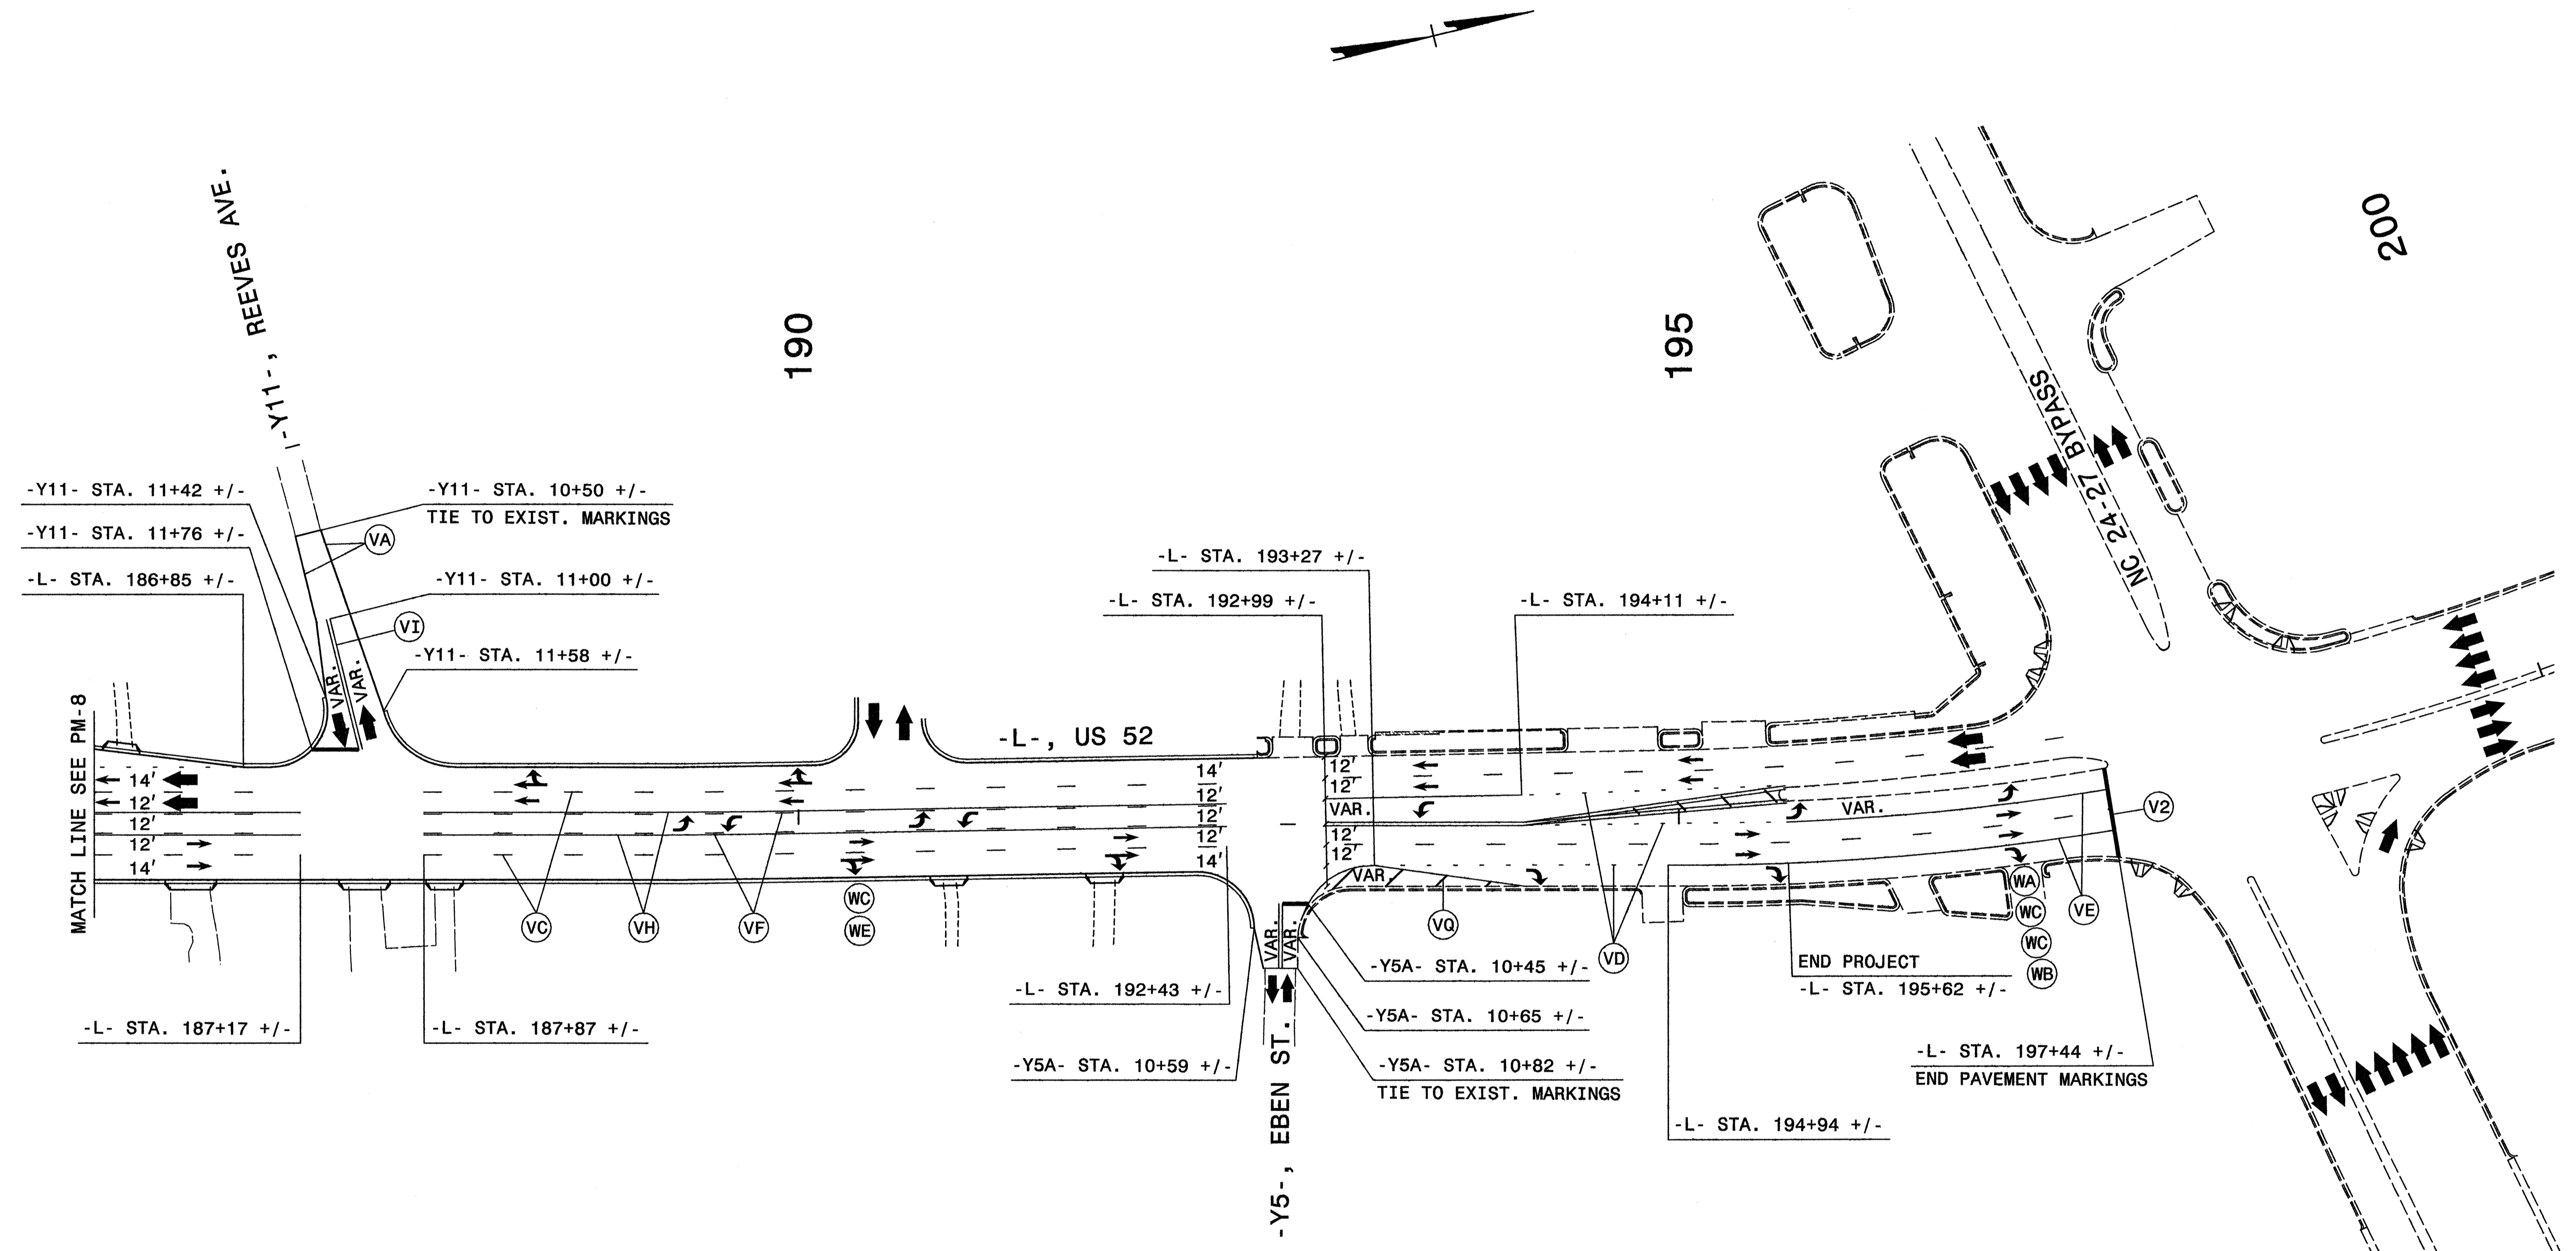 -Y11-, REEVES AVE.
190
195
200
NC 24-27 BYPASS
-Y11- STA. 11+42 +/-
-Y11- STA. 11+76 +/-
-L- STA. 186+85 +/-
-Y11- STA. 10+50 +/-
TIE TO EXIST. MARKINGS
VA
-Y11- STA. 11+00 +/-
VI
-Y11- STA. 11+58 +/-
VAR.
VAR.
-L- STA. 193+27 +/-
-L- STA. 192+99 +/-
-L- STA. 194+11 +/-
MATCH LINE SEE PM-8
-L-, US 52
14'
12'
12'
12'
14'
14'
12'
12'
12'
14'
12'
12'
VAR.
12'
12'
VAR.
VAR.
V2
VC
VH
VF
WC
WE
VAR.
VAR.
VQ
VD
WA
WC
WC
WB
VE
END PROJECT
-L- STA. 195+62 +/-
-Y5A- STA. 10+45 +/-
-L- STA. 192+43 +/-
-Y5A- STA. 10+65 +/-
-L- STA. 187+17 +/-
-L- STA. 187+87 +/-
-Y5A- STA. 10+59 +/-
-Y5A- STA. 10+82 +/-
TIE TO EXIST. MARKINGS
-L- STA. 197+44 +/-
END PAVEMENT MARKINGS
-L- STA. 194+94 +/-
-Y5-, EBEN ST.